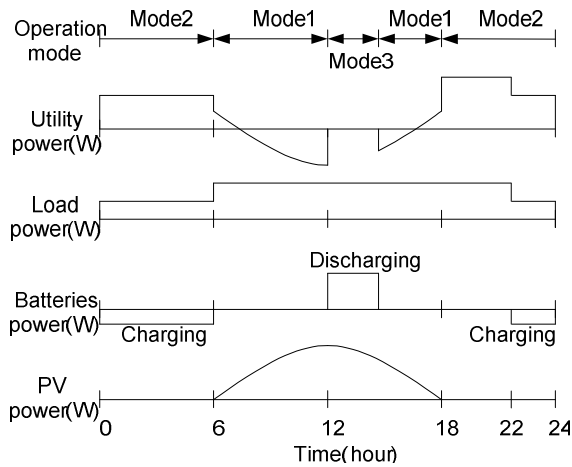 Operation mode
Mode2 Mode1 Mode3 Mode1 Mode2
Utility power(W)
Load power(W)
Batteries power(W)
Charging Discharging Charging
PV power(W)
0 6 12 18 22 24
Time(hour)